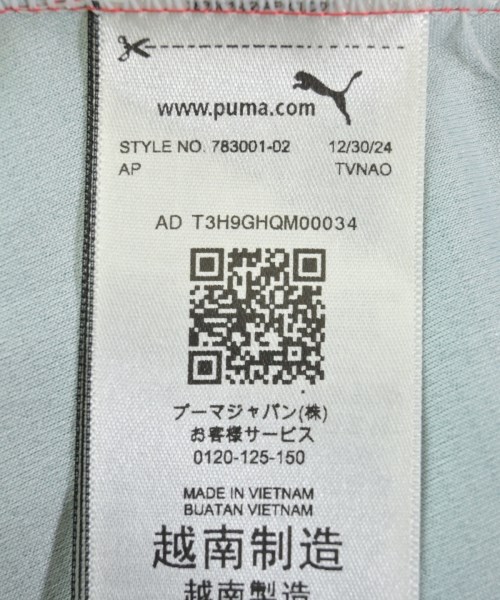 www.puma.com
STYLE NO. 783001-02 12/30/24
AP TVNAO
AD T3H9GHQM00034
プーマジャパン(株)
お客様サービス
0120-125-150
MADE IN VIETNAM
BUATAN VIETNAM
越南制造
越南製造